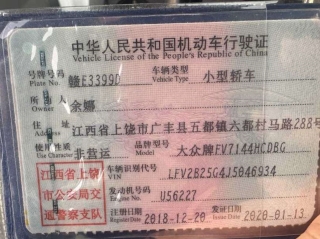 中华人民共和国机动车行驶证
Vehicle License of the People's Republic of China
号牌号码 Plate No. 赣E3399D 车辆类型 Vehicle Type 小型轿车
所有人 Owner 余娜
住址 Address 江西省上饶市广丰县五都镇六都村马路288号
使用性质 Use Character 非营运 品牌型号 Model 大众牌FV7144HCDBG
江西省上饶市公安局交通警察支队
车辆识别代号 VIN LFV2B25G4J5046934
发动机号码 Engine No. U56227
注册日期 Register Date 2018-12-20 发证日期 Issue Date 2020-01-13